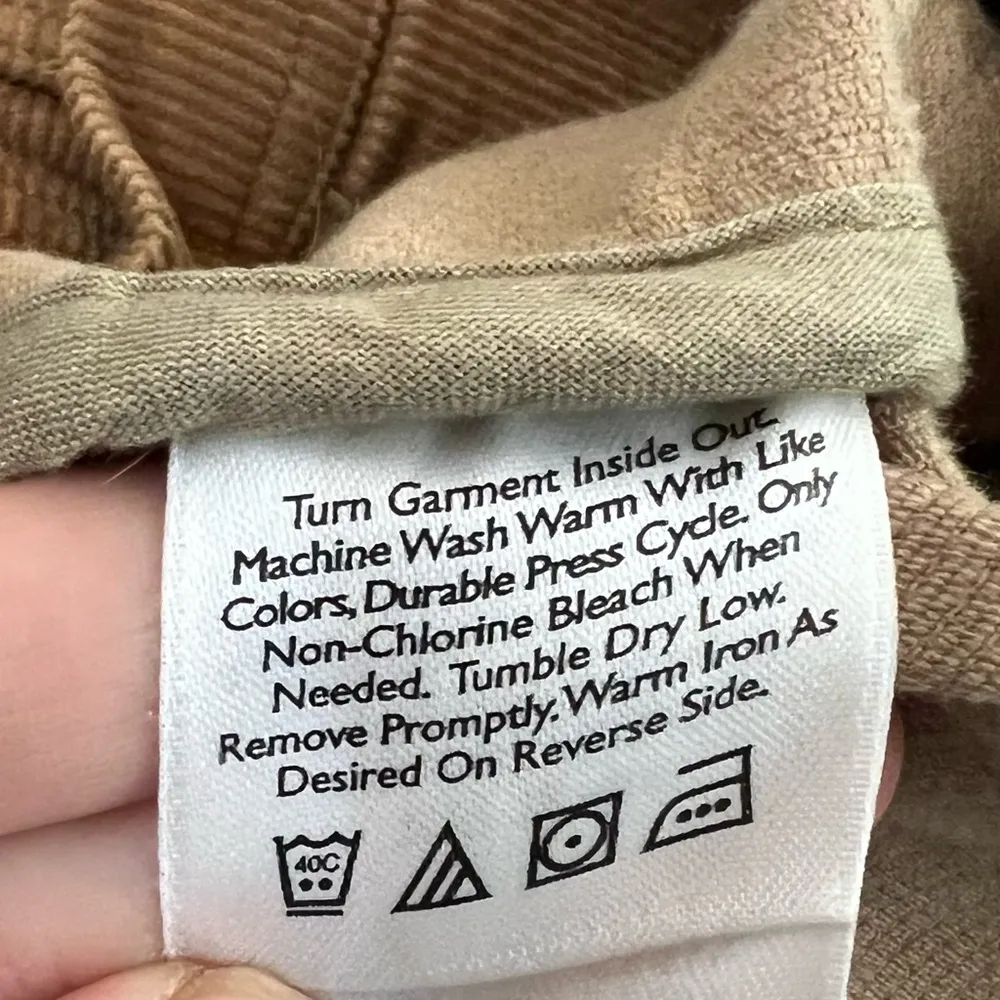 Turn Garment Inside Out.
Machine Wash Warm With Like
Colors, Durable Press Cycle. Only
Non-Chlorine Bleach When
Needed. Tumble Dry Low.
Remove Promptly. Warm Iron As
Desired On Reverse Side.
40C